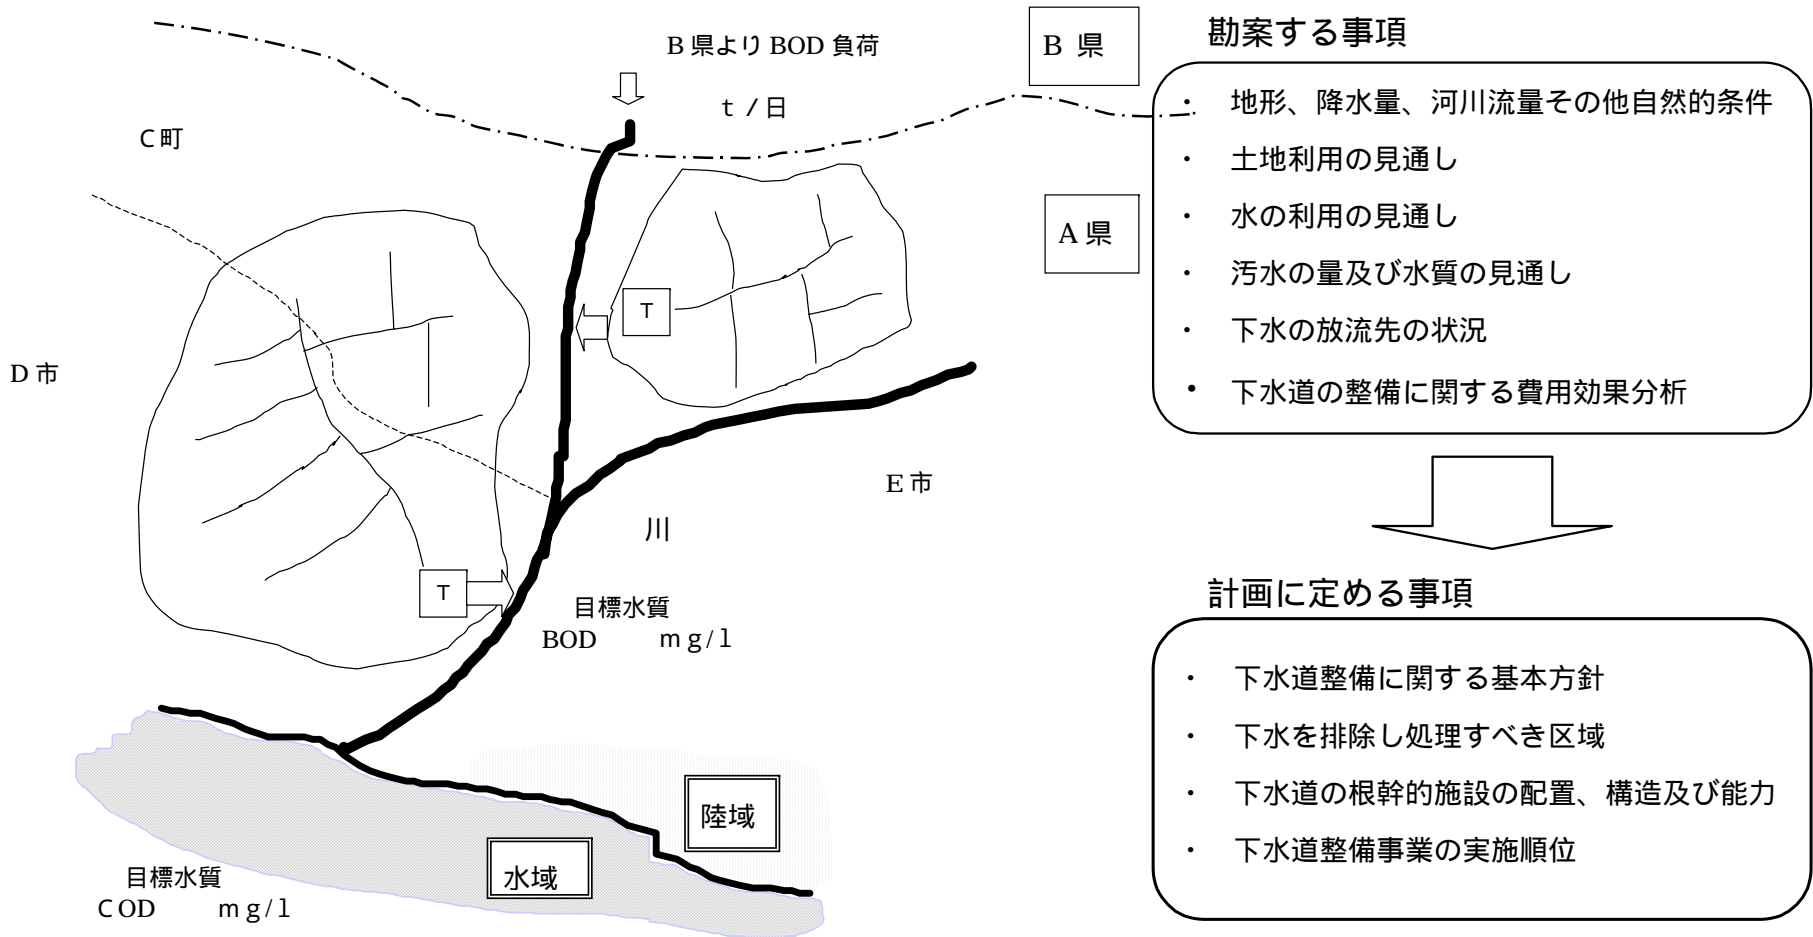 B 県より BOD 負荷
t /日
B 県
C町
A 県
T
D 市
E 市
川
T
目標水質
BOD mg/l
陸域
水域
目標水質
COD mg/l
勘案する事項
・ 地形、降水量、河川流量その他自然的条件
・ 土地利用の見通し
・ 水の利用の見通し
・ 汚水の量及び水質の見通し
・ 下水の放流先の状況
・ 下水道の整備に関する費用効果分析
計画に定める事項
・ 下水道整備に関する基本方針
・ 下水を排除し処理すべき区域
・ 下水道の根幹的施設の配置、構造及び能力
・ 下水道整備事業の実施順位